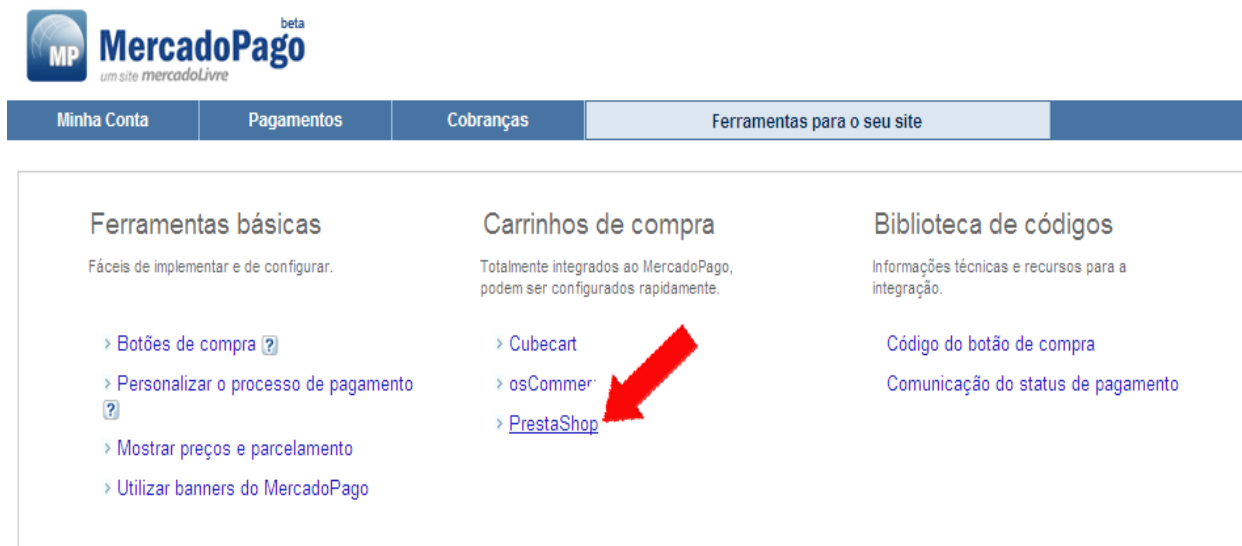 beta
MP
MercadoPago
um site mercadoLivre
Minha Conta Pagamentos Cobranças Ferramentas para o seu site
Ferramentas básicas
Fáceis de implementar e de configurar.
> Botões de compra ?
> Personalizar o processo de pagamento
?
> Mostrar preços e parcelamento
> Utilizar banners do MercadoPago
Carrinhos de compra
Totalmente integrados ao MercadoPago,
podem ser configurados rapidamente.
> Cubecart
> osCommer
> PrestaShop
Biblioteca de códigos
Informações técnicas e recursos para a
integração.
Código do botão de compra
Comunicação do status de pagamento